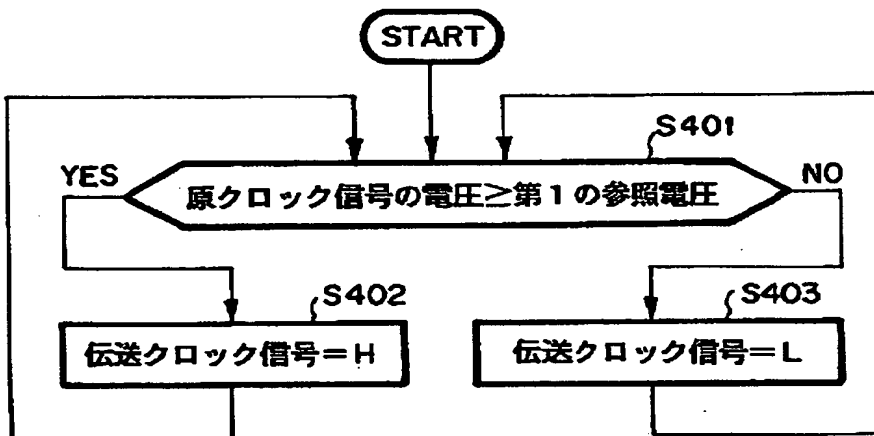 START
S401
YES
原クロック信号の電圧≥第1の参照電圧
NO
S402
伝送クロック信号=H
S403
伝送クロック信号=L